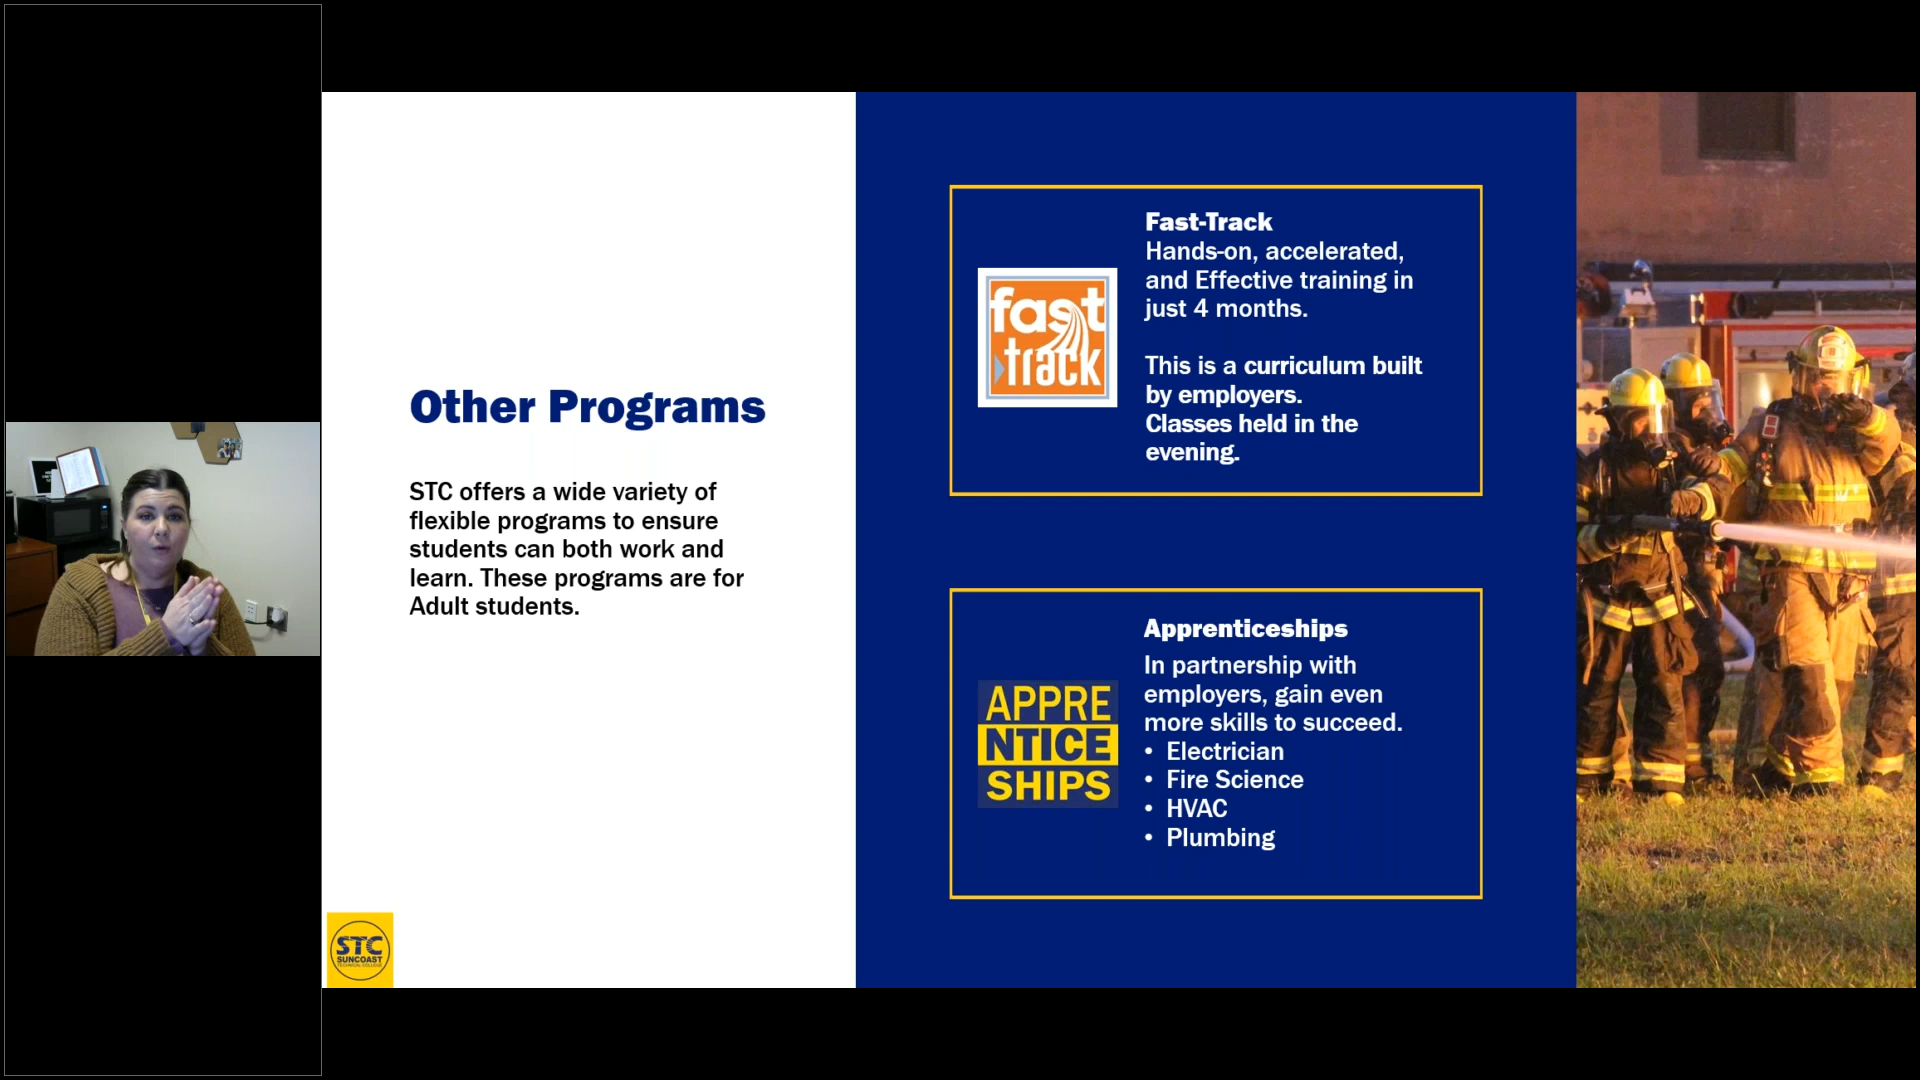 Other Programs
STC offers a wide variety of
flexible programs to ensure
students can both work and
learn. These programs are for
Adult students.
STC
SUNCOAST
TECHNICAL COLLEGE
fast
track
Fast-Track
Hands-on, accelerated,
and Effective training in
just 4 months.
This is a curriculum built
by employers.
Classes held in the
evening.
APPRE
NTICE
SHIPS
Apprenticeships
In partnership with
employers, gain even
more skills to succeed.
• Electrician
• Fire Science
• HVAC
• Plumbing